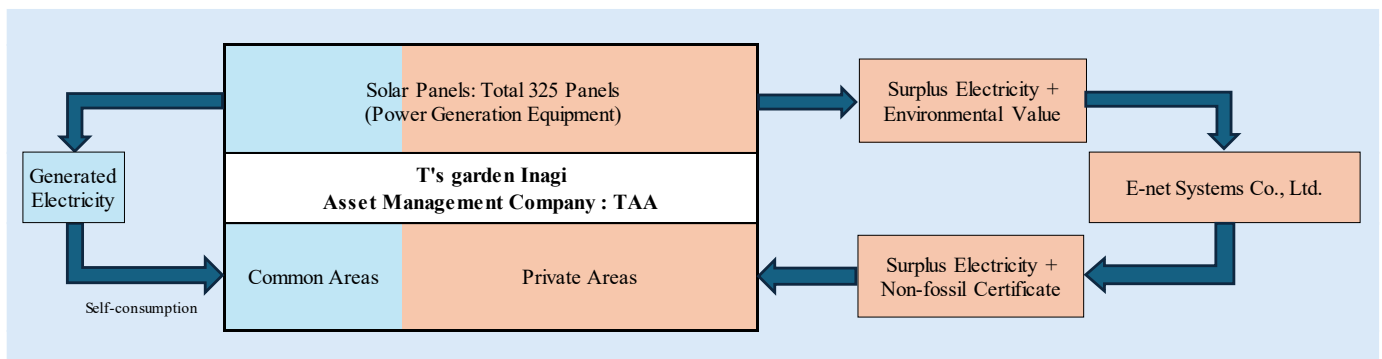 Solar Panels: Total 325 Panels
(Power Generation Equipment)
Surplus Electricity +
Environmental Value
Generated
Electricity
T's garden Inagi
Asset Management Company : TAA
E-net Systems Co., Ltd.
Common Areas
Private Areas
Surplus Electricity +
Non-fossil Certificate
Self-consumption